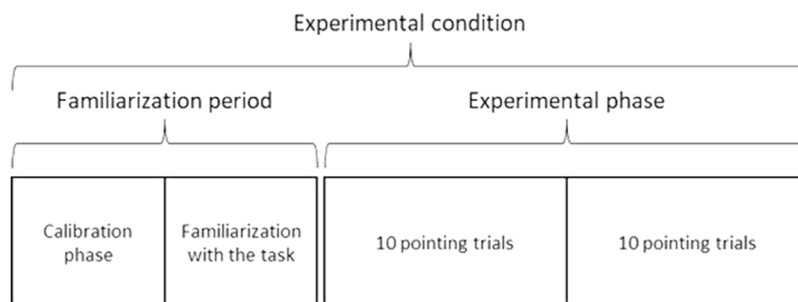 Experimental condition
Familiarization period
Experimental phase
Calibration
phase
Familiarization
with the task
10 pointing trials
10 pointing trials